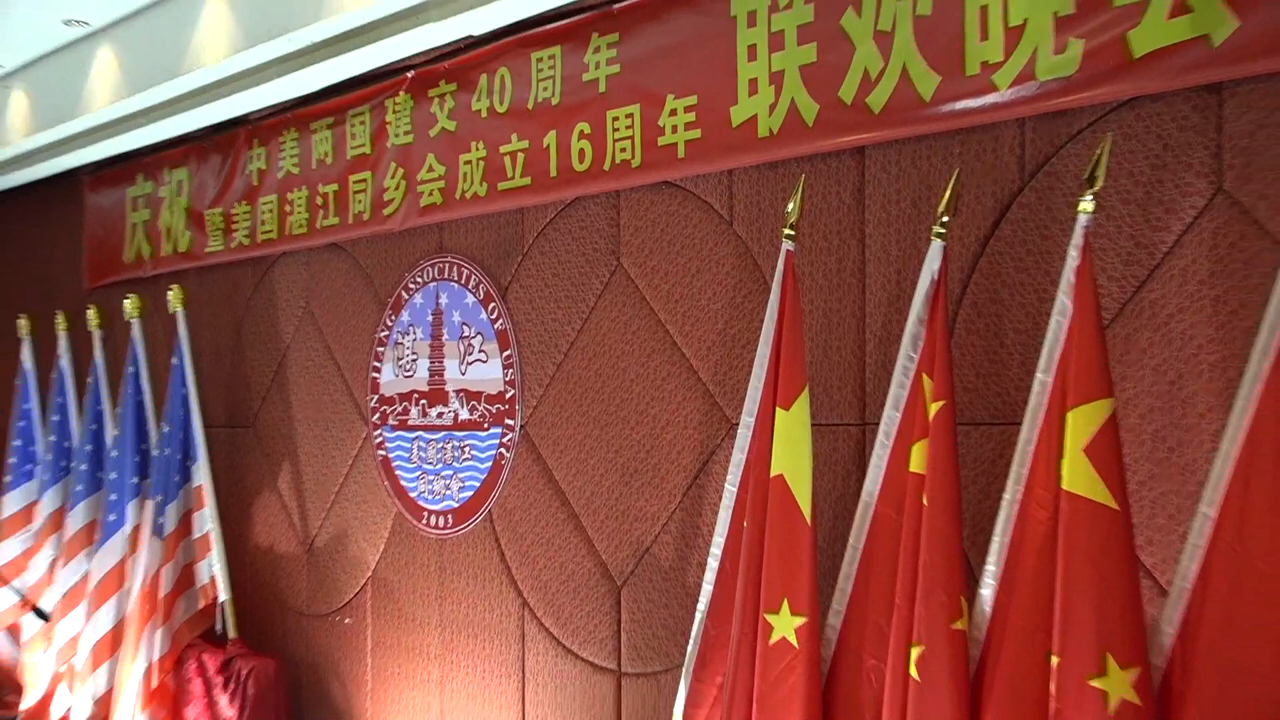 庆祝
中美两国建交40周年
暨美国湛江同乡会成立16周年
联欢晚会
ZHANJIANG ASSOCIATES OF USA, INC
湛江
美国湛江
同鄉會
2003